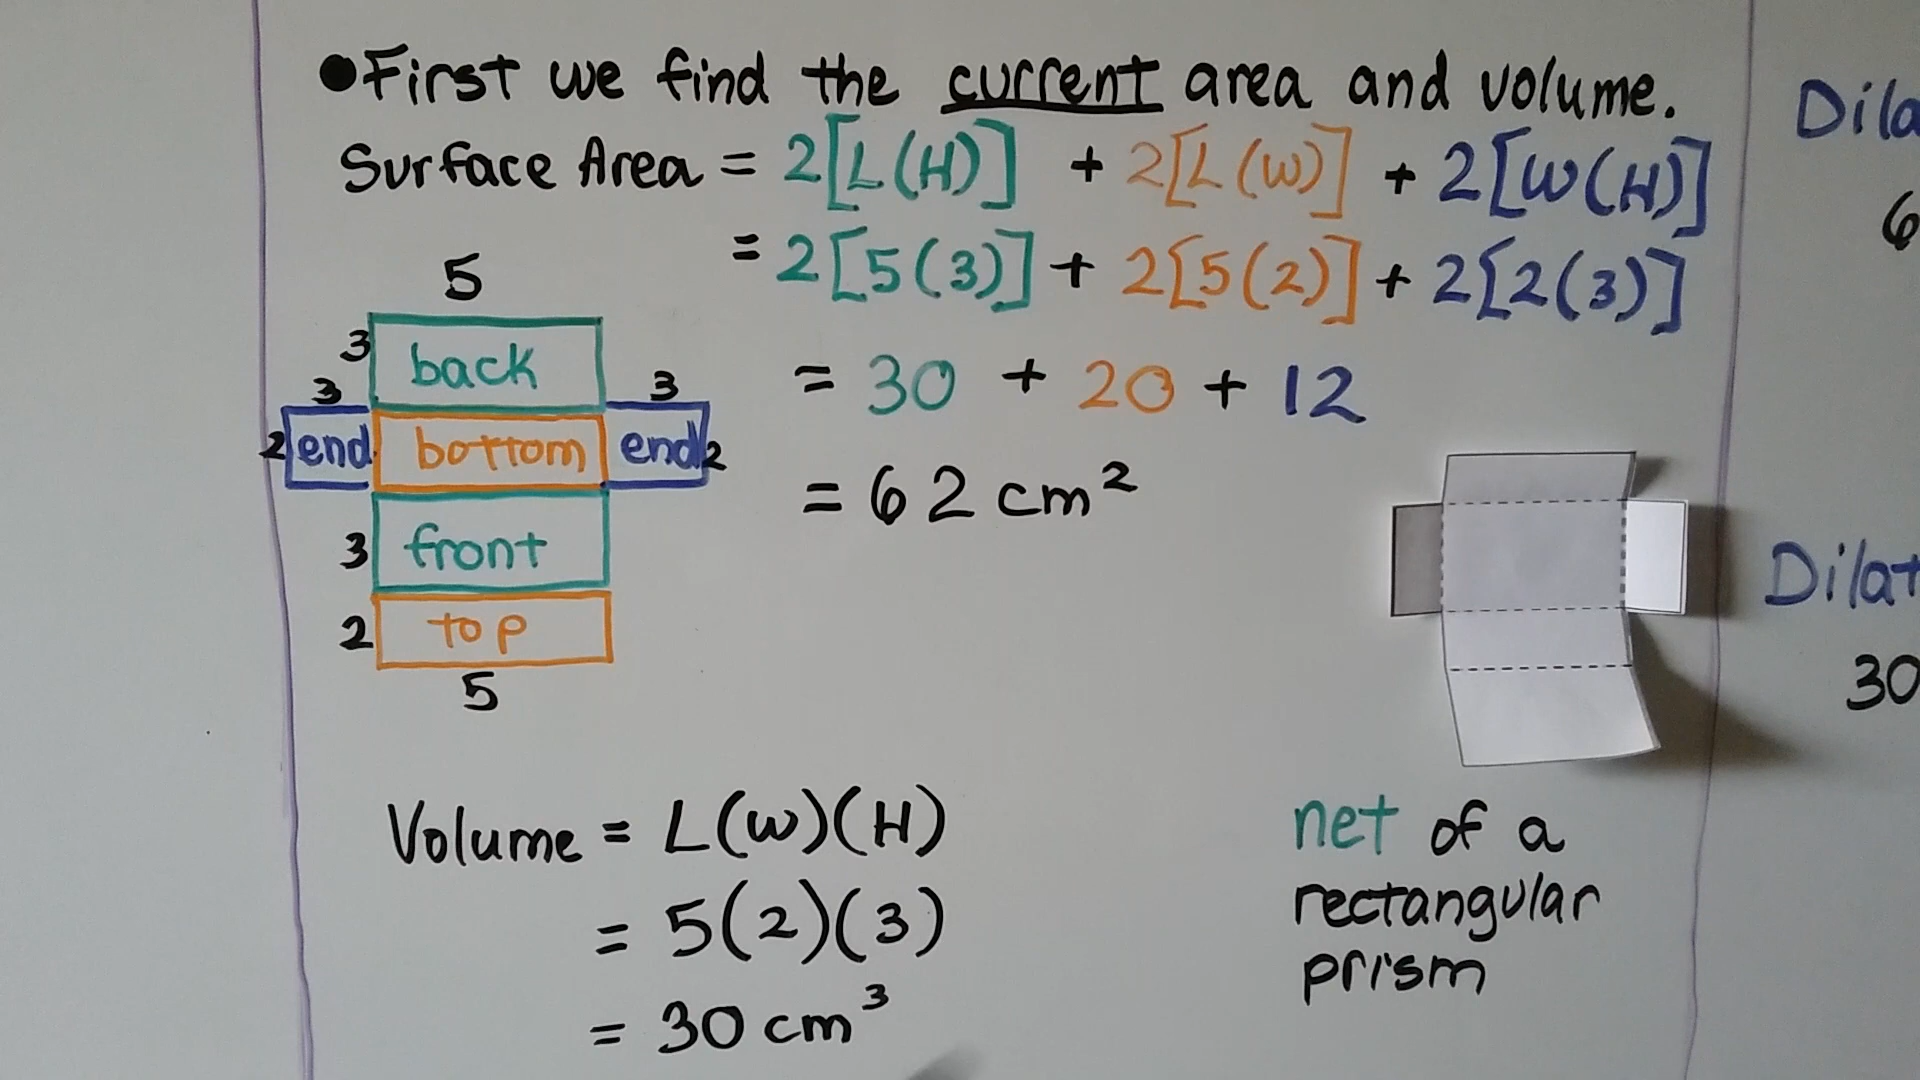 ●First we find the current area and volume.
Surface Area = 2[L(H)] + 2[L(W)] + 2[W(H)]
= 2[5(3)] + 2[5(2)] + 2[2(3)]
= 30 + 20 + 12
= 62 cm²
5
3 back
3 3
2 end bottom end 2
3 front
2 top
5
Volume = L(W)(H)
= 5(2)(3)
= 30 cm³
net of a
rectangular
prism
Dila
6
Dilat
30